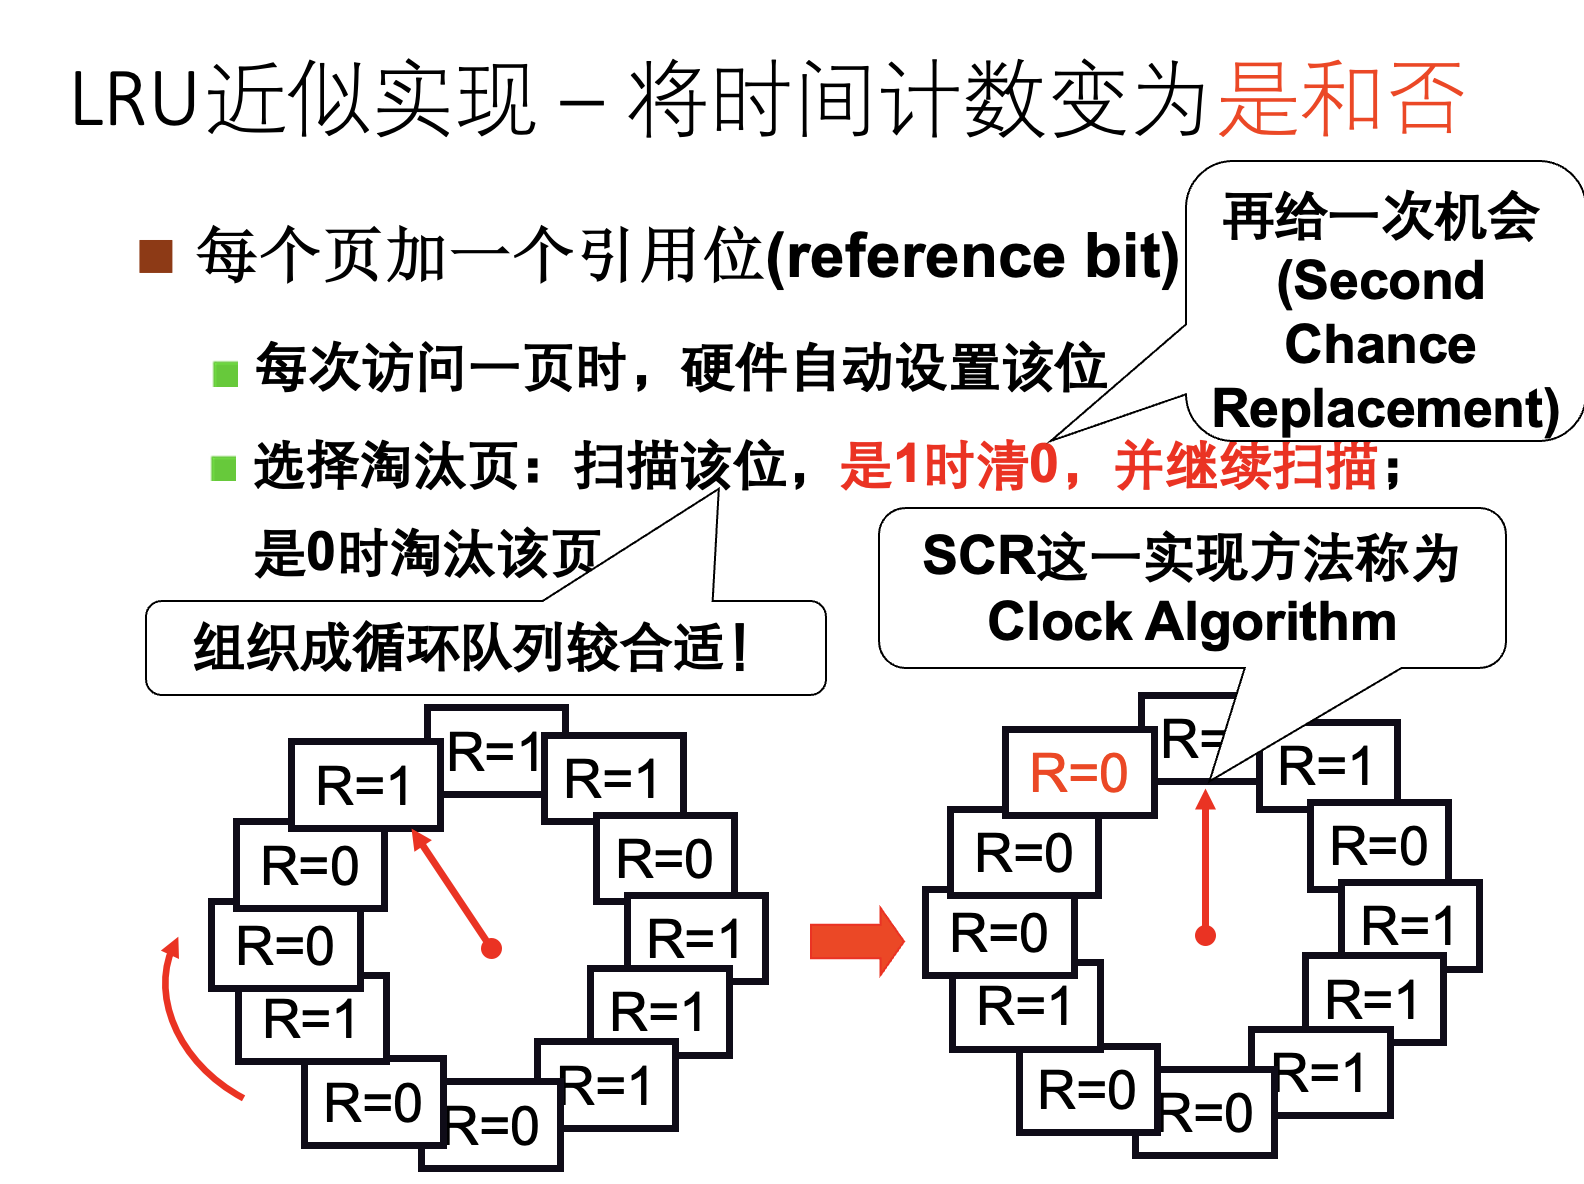 LRU近似实现 – 将时间计数变为是和否
每个页加一个引用位(reference bit)
再给一次机会
(Second
Chance
Replacement)
每次访问一页时，硬件自动设置该位
选择淘汰页：扫描该位，是1时清0，并继续扫描；
是0时淘汰该页
组织成循环队列较合适！
SCR这一实现方法称为
Clock Algorithm
R=1
R=1
R=1
R=0
R=1
R=1
R=1
R=0
R=0
R=1
R=0
R=0
R=0
R=
R=1
R=0
R=1
R=1
R=1
R=0
R=0
R=1
R=0
R=0